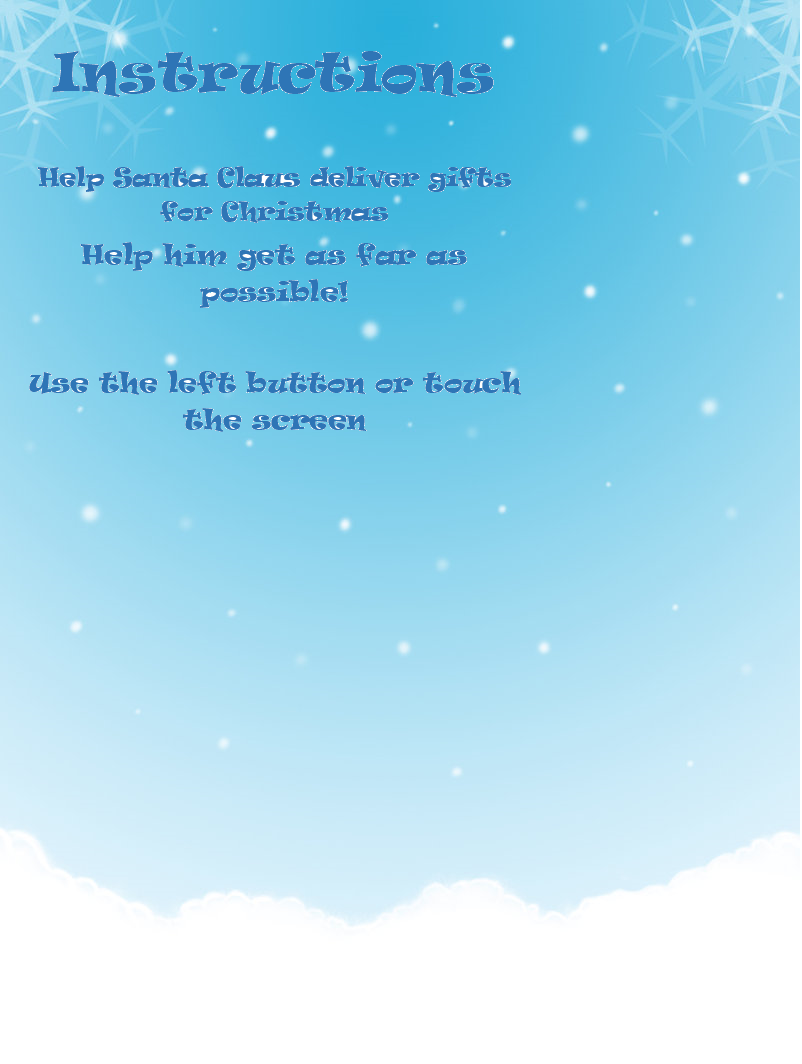 Instructions
Help Santa Claus deliver gifts
for Christmas
Help him get as far as
possible!
Use the left button or touch
the screen